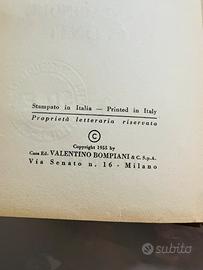 Stampato in Italia — Printed in Italy
Proprietà letteraria riservata
©
Copyright 1955 by
Casa Ed. VALENTINO BOMPIANI & C. S.p.A.
Via Senato n. 16 - Milano
subito